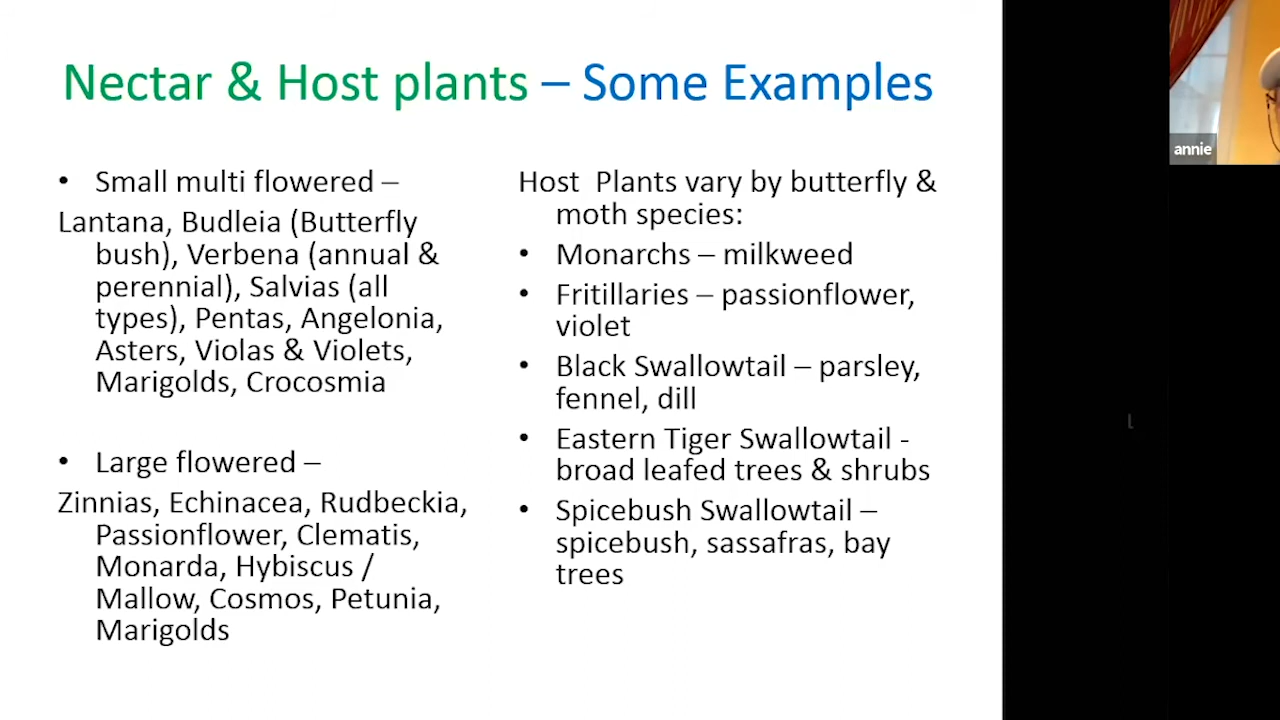 Nectar & Host plants – Some Examples
• Small multi flowered –
Lantana, Budleia (Butterfly
bush), Verbena (annual &
perennial), Salvias (all
types), Pentas, Angelonia,
Asters, Violas & Violets,
Marigolds, Crocosmia
• Large flowered –
Zinnias, Echinacea, Rudbeckia,
Passionflower, Clematis,
Monarda, Hybiscus /
Mallow, Cosmos, Petunia,
Marigolds
Host  Plants vary by butterfly &
moth species:
• Monarchs – milkweed
• Fritillaries – passionflower,
violet
• Black Swallowtail – parsley,
fennel, dill
• Eastern Tiger Swallowtail -
broad leafed trees & shrubs
• Spicebush Swallowtail –
spicebush, sassafras, bay
trees
annie